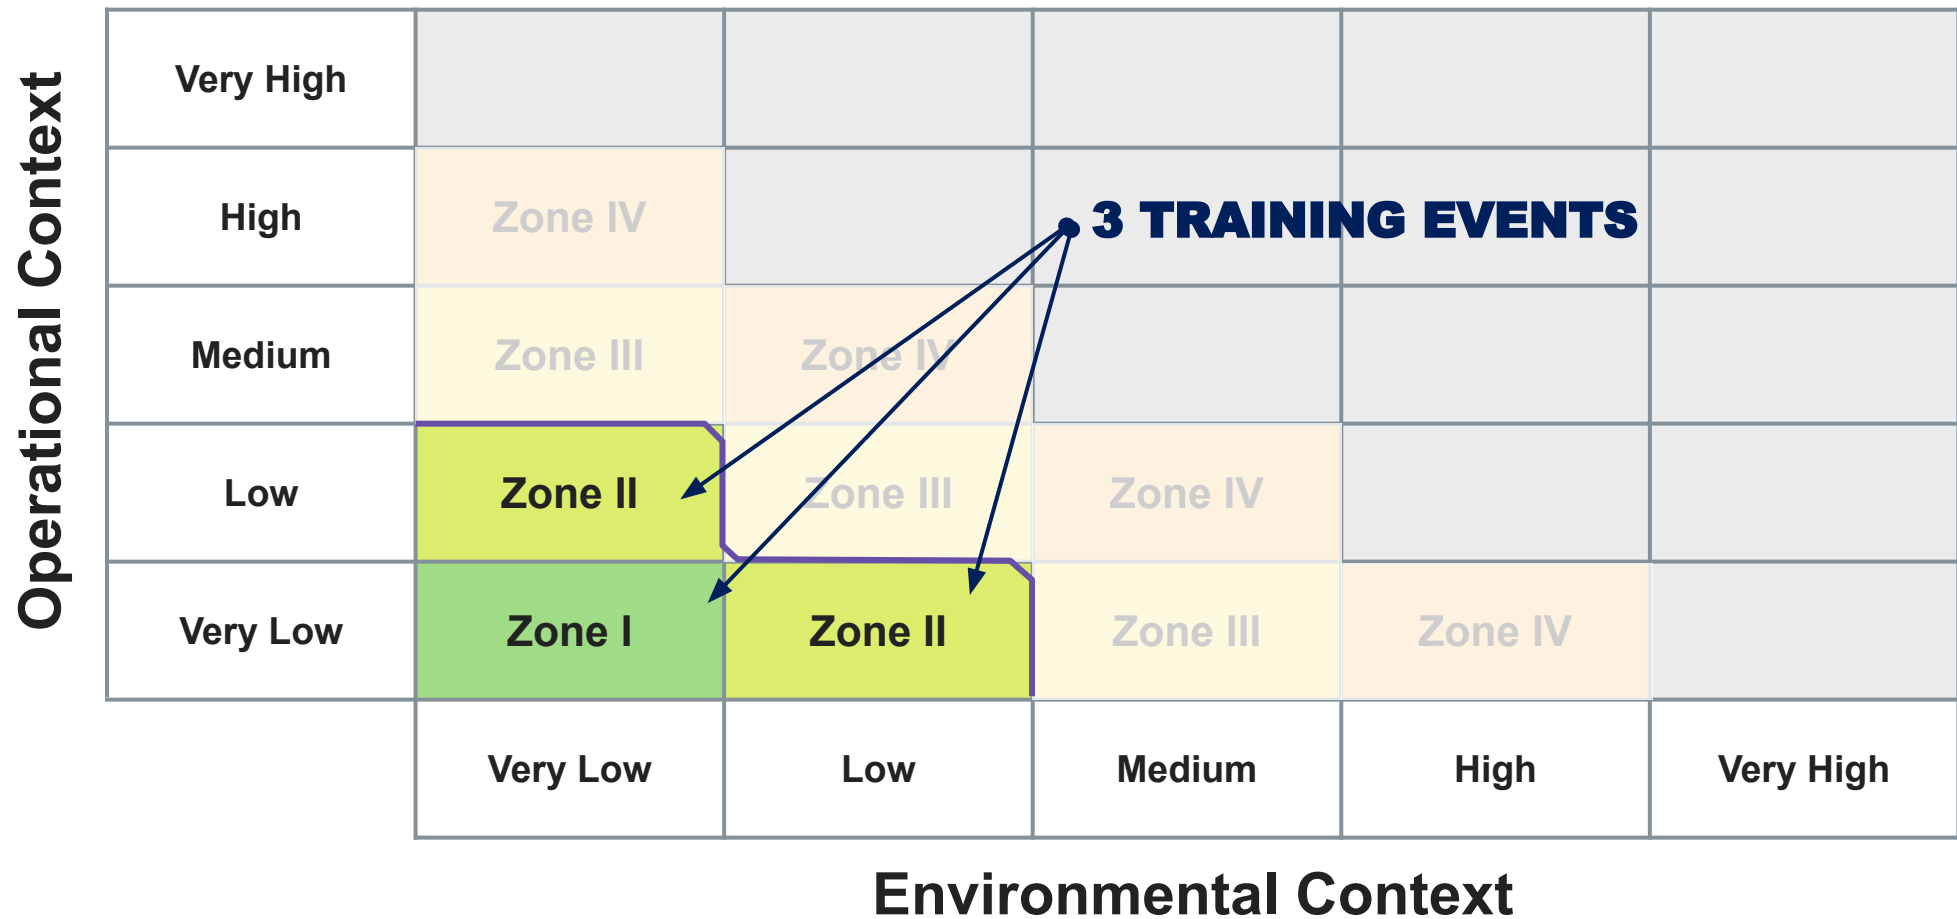 Operational Context
Very High
High
Zone IV
3 TRAINING EVENTS
Medium
Zone III
Zone IV
Low
Zone II
Zone III
Zone IV
Very Low
Zone I
Zone II
Zone III
Zone IV
Very Low
Low
Medium
High
Very High
Environmental Context